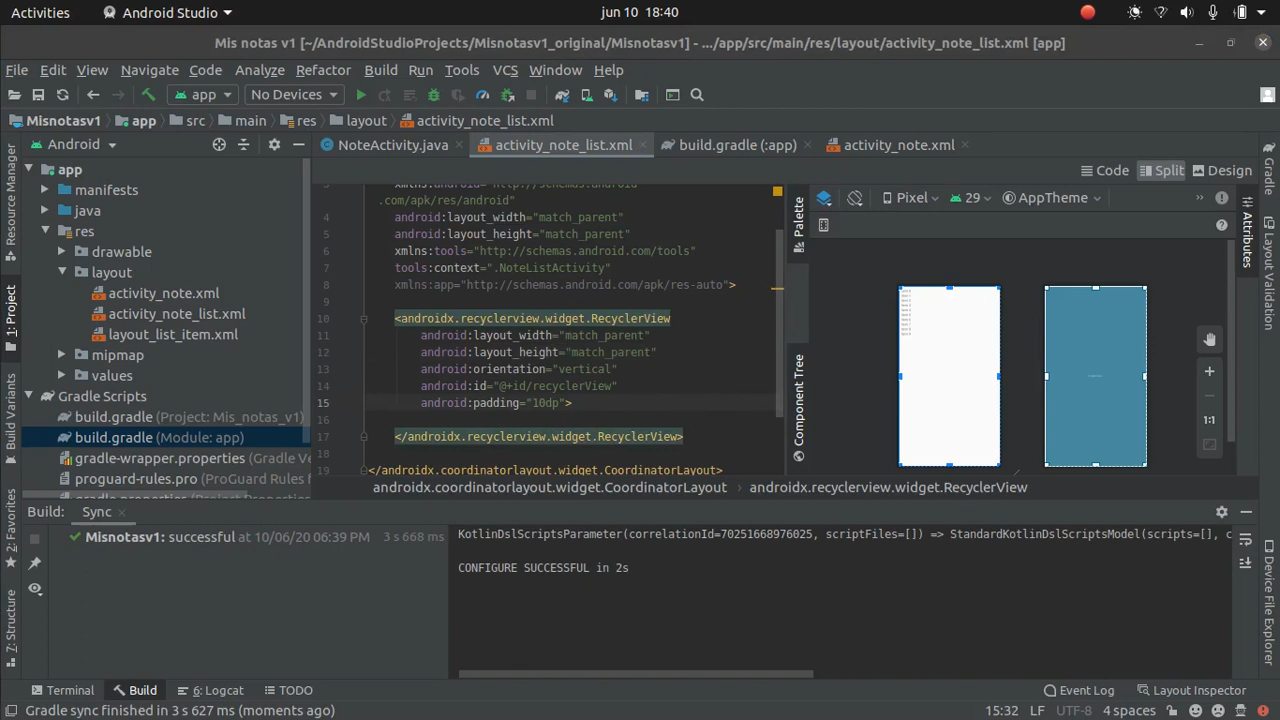 Activities
Android Studio
jun 10 18:40
Mis notas v1 [~/AndroidStudioProjects/Misnotasv1_original/Misnotasv1] - .../app/src/main/res/layout/activity_note_list.xml [app]
File Edit View Navigate Code Analyze Refactor Build Run Tools VCS Window Help
app
No Devices
Misnotasv1 app src main res layout activity_note_list.xml
Android
NoteActivity.java
activity_note_list.xml
build.gradle (:app)
activity_note.xml
Code Split Design
Resource Manager
1: Project
Build Variants
2: Favorites
7: Structure
app
manifests
java
res
drawable
layout
activity_note.xml
activity_note_list.xml
layout_list_item.xml
mipmap
values
Gradle Scripts
build.gradle (Project: Mis_notas_v1)
build.gradle (Module: app)
gradle-wrapper.properties (Gradle Ve
proguard-rules.pro (ProGuard Rules
.com/apk/res/android"
4 android:layout_width="match_parent"
5 android:layout_height="match_parent"
6 xmlns:tools="http://schemas.android.com/tools"
7 tools:context=".NoteListActivity"
8 xmlns:app="http://schemas.android.com/apk/res-auto">
9
10 <androidx.recyclerview.widget.RecyclerView
11 android:layout_width="match_parent"
12 android:layout_height="match_parent"
13 android:orientation="vertical"
14 android:id="@+id/recyclerView"
15 android:padding="10dp">
16
17 </androidx.recyclerview.widget.RecyclerView>
18
19 </androidx.coordinatorlayout.widget.CoordinatorLayout>
androidx.coordinatorlayout.widget.CoordinatorLayout > androidx.recyclerview.widget.RecyclerView
Palette
Component Tree
Pixel
29
AppTheme
1:1
Attributes
Gradle
Layout Validation
Device File Explorer
Build: Sync
Misnotasv1: successful at 10/06/20 06:39 PM 3 s 668 ms
KotlinDslScriptsParameter(correlationId=70251668976025, scriptFiles=[]) => StandardKotlinDslScriptsModel(scripts=[], c
CONFIGURE SUCCESSFUL in 2s
Terminal
Build
6: Logcat
TODO
Event Log
Layout Inspector
Gradle sync finished in 3 s 627 ms (moments ago)
15:32 LF UTF-8 4 spaces